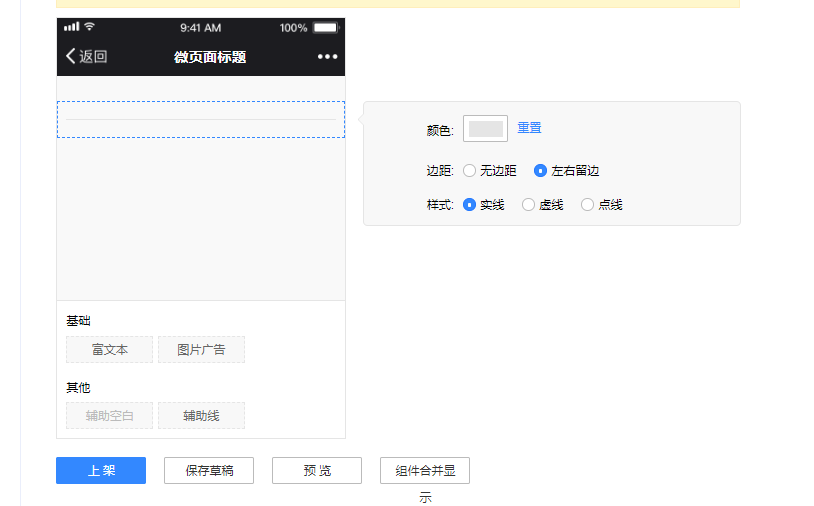 9:41 AM 100%
返回 微页面标题
颜色: 重置
边距: 无边距 左右留边
样式: 实线 虚线 点线
基础
富文本 图片广告
其他
辅助空白 辅助线
上 架 保存草稿 预 览 组件合并显
示